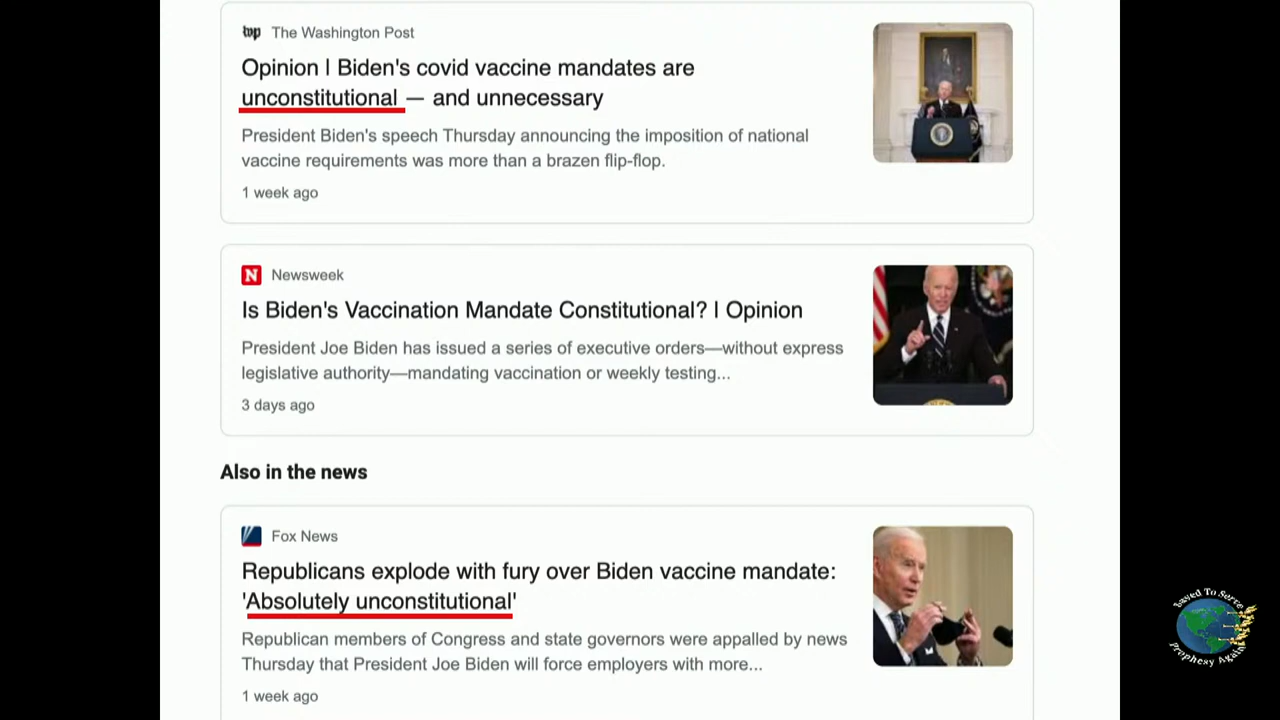 The Washington Post
Opinion | Biden's covid vaccine mandates are
unconstitutional — and unnecessary
President Biden's speech Thursday announcing the imposition of national
vaccine requirements was more than a brazen flip-flop.
1 week ago
Newsweek
Is Biden's Vaccination Mandate Constitutional? | Opinion
President Joe Biden has issued a series of executive orders—without express
legislative authority—mandating vaccination or weekly testing...
3 days ago
Also in the news
Fox News
Republicans explode with fury over Biden vaccine mandate:
'Absolutely unconstitutional'
Republican members of Congress and state governors were appalled by news
Thursday that President Joe Biden will force employers with more...
1 week ago
To Serve
Prophesy Again